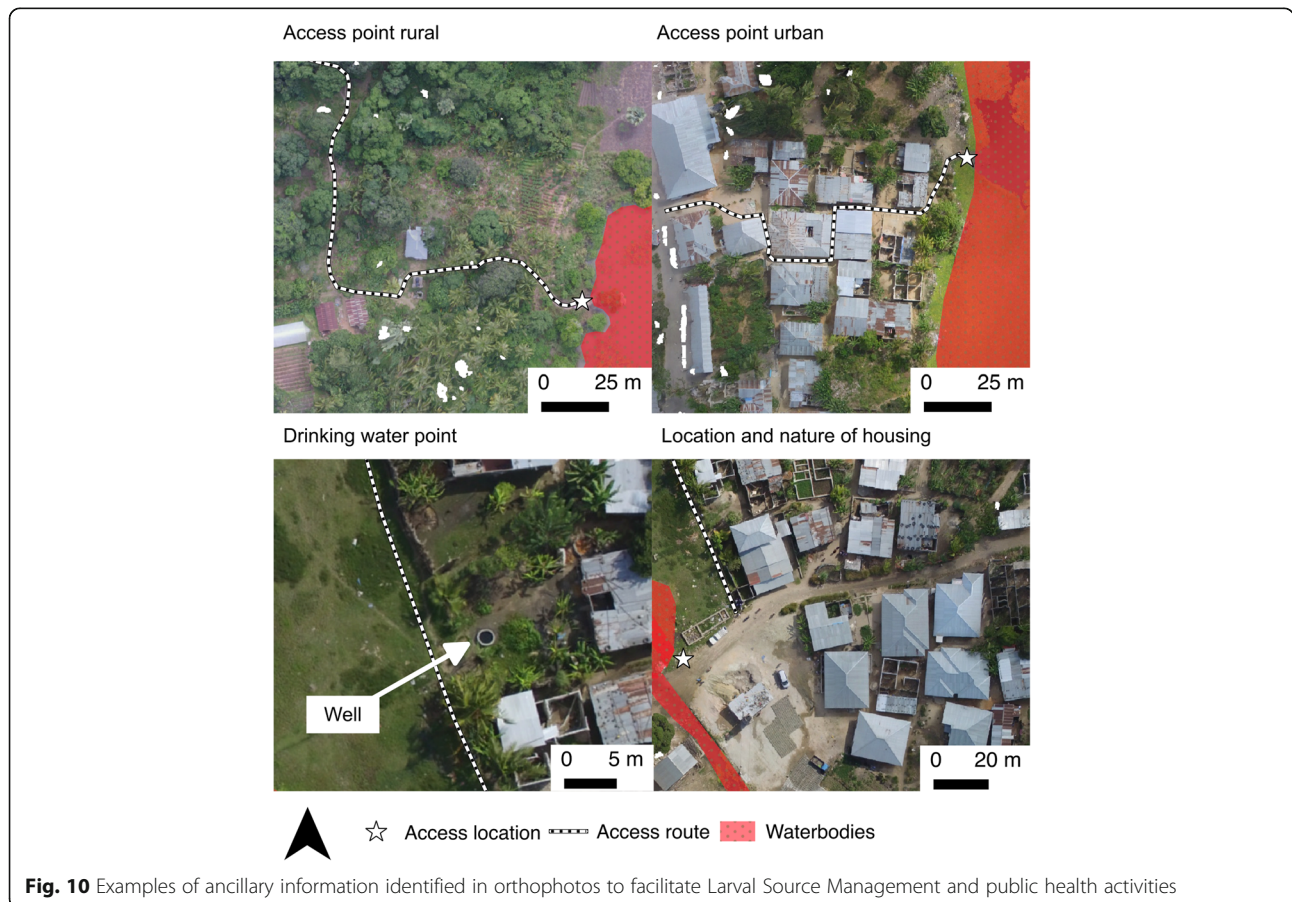 Access point rural
Access point urban
0 25 m
0 25 m
Drinking water point
Location and nature of housing
Well
0 5 m
0 20 m
Access location Access route Waterbodies
Fig. 10 Examples of ancillary information identified in orthophotos to facilitate Larval Source Management and public health activities